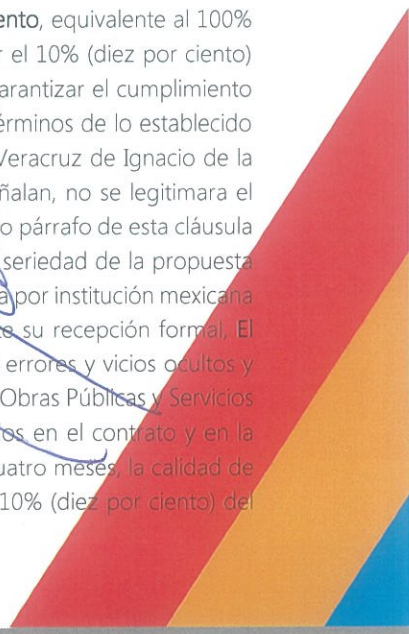 ento, equivalente al 100%
r el 10% (diez por ciento)
arantizar el cumplimiento
érminos de lo establecido
Veracruz de Ignacio de la
ñalan, no se legitimara el
o párrafo de esta cláusula
seriedad de la propuesta
a por institución mexicana
e su recepción formal, El
errores y vicios ocultos y
Obras Públicas y Servicios
os en el contrato y en la
uatro meses, la calidad de
10% (diez por ciento) del